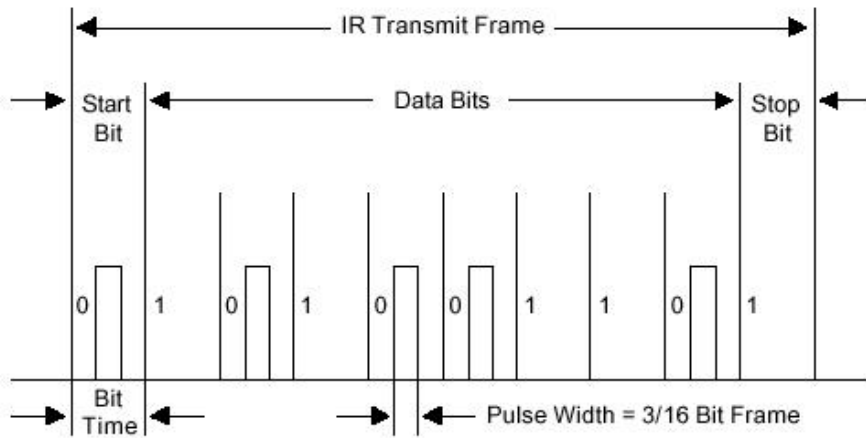 IR Transmit Frame
Start
Bit
Data Bits
Stop
Bit
0 1 0 1 0 0 1 1 0 1
Bit
Time
Pulse Width = 3/16 Bit Frame